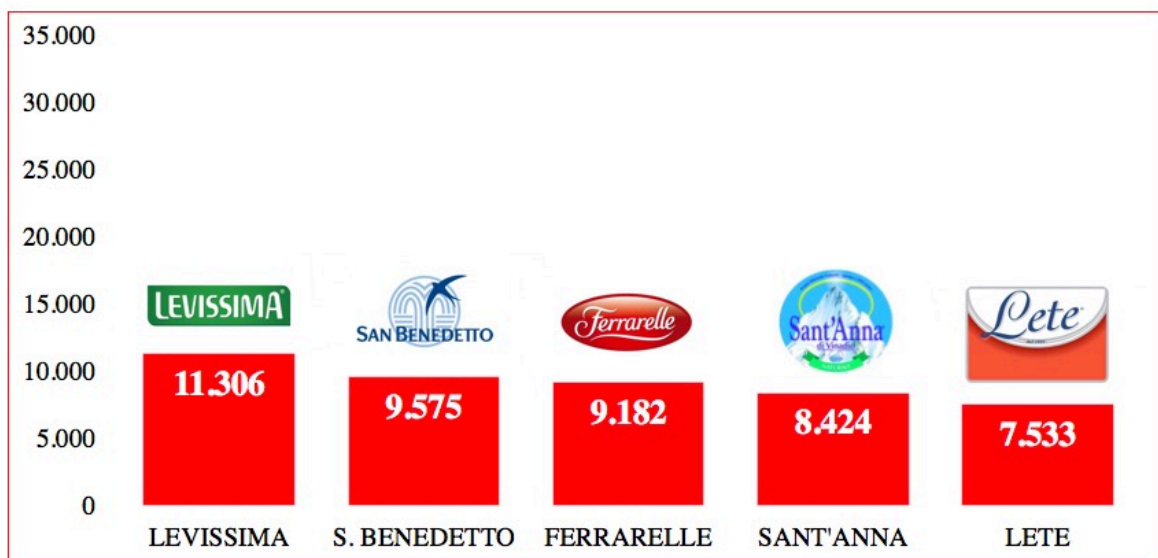 35.000
30.000
25.000
20.000
15.000
10.000
5.000
0
LEVISSIMA
SAN BENEDETTO
Ferrarelle
Sant'Anna
di Vinadio
Lete
11.306
9.575
9.182
8.424
7.533
LEVISSIMA
S. BENEDETTO
FERRARELLE
SANT'ANNA
LETE